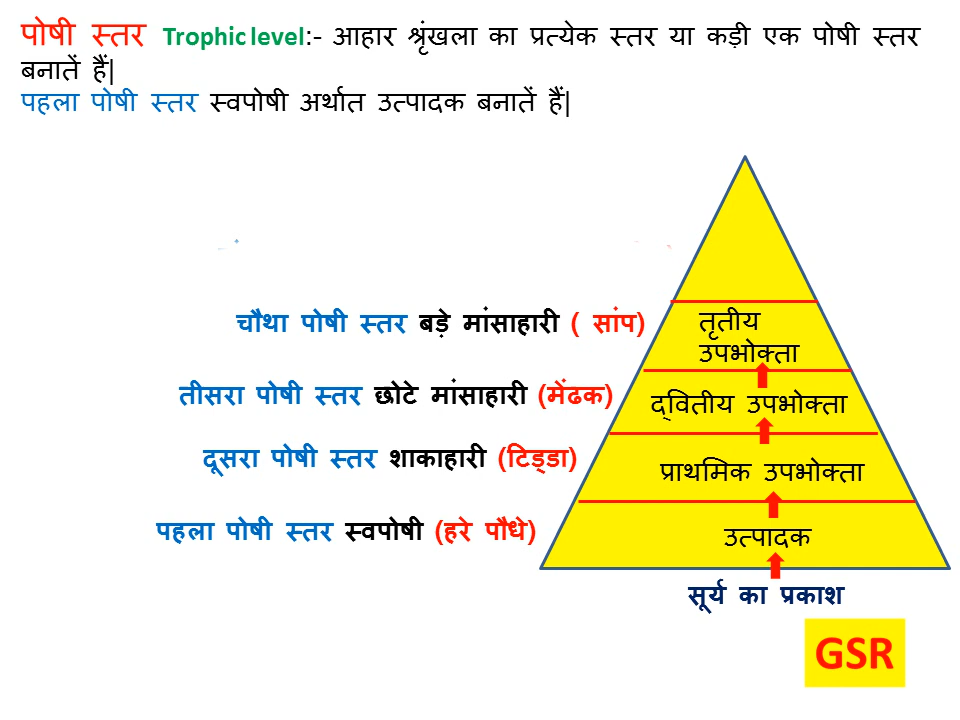 पोषी स्तर Trophic level:- आहार श्रृंखला का प्रत्येक स्तर या कड़ी एक पोषी स्तर
बनातें हैं|
पहला पोषी स्तर स्वपोषी अर्थात उत्पादक बनातें हैं|
चौथा पोषी स्तर बड़े मांसाहारी ( सांप)
तृतीय
उपभोक्ता
तीसरा पोषी स्तर छोटे मांसाहारी (मेंढक)
द्वितीय उपभोक्ता
दूसरा पोषी स्तर शाकाहारी (टिड्डा)
प्राथमिक उपभोक्ता
पहला पोषी स्तर स्वपोषी (हरे पौधे)
उत्पादक
सूर्य का प्रकाश
GSR